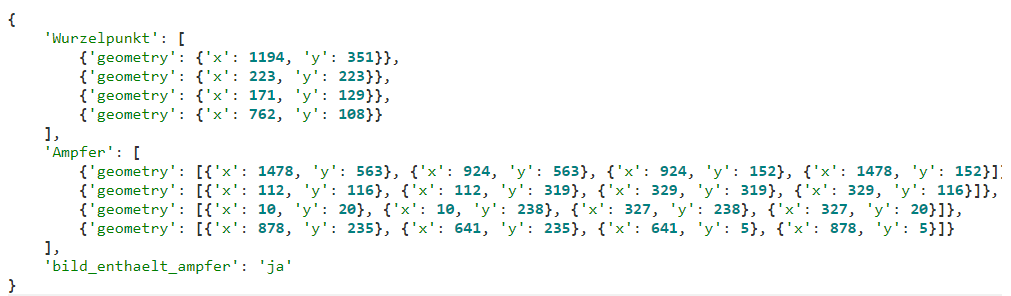 {
    'Wurzelpunkt': [
        {'geometry': {'x': 1194, 'y': 351}},
        {'geometry': {'x': 223, 'y': 223}},
        {'geometry': {'x': 171, 'y': 129}},
        {'geometry': {'x': 762, 'y': 108}}
    ],
    'Ampfer': [
        {'geometry': [{'x': 1478, 'y': 563}, {'x': 924, 'y': 563}, {'x': 924, 'y': 152}, {'x': 1478, 'y': 152}]
        {'geometry': [{'x': 112, 'y': 116}, {'x': 112, 'y': 319}, {'x': 329, 'y': 319}, {'x': 329, 'y': 116}]},
        {'geometry': [{'x': 10, 'y': 20}, {'x': 10, 'y': 238}, {'x': 327, 'y': 238}, {'x': 327, 'y': 20}]},
        {'geometry': [{'x': 878, 'y': 235}, {'x': 641, 'y': 235}, {'x': 641, 'y': 5}, {'x': 878, 'y': 5}]}
    ],
    'bild_enthaelt_ampfer': 'ja'
}